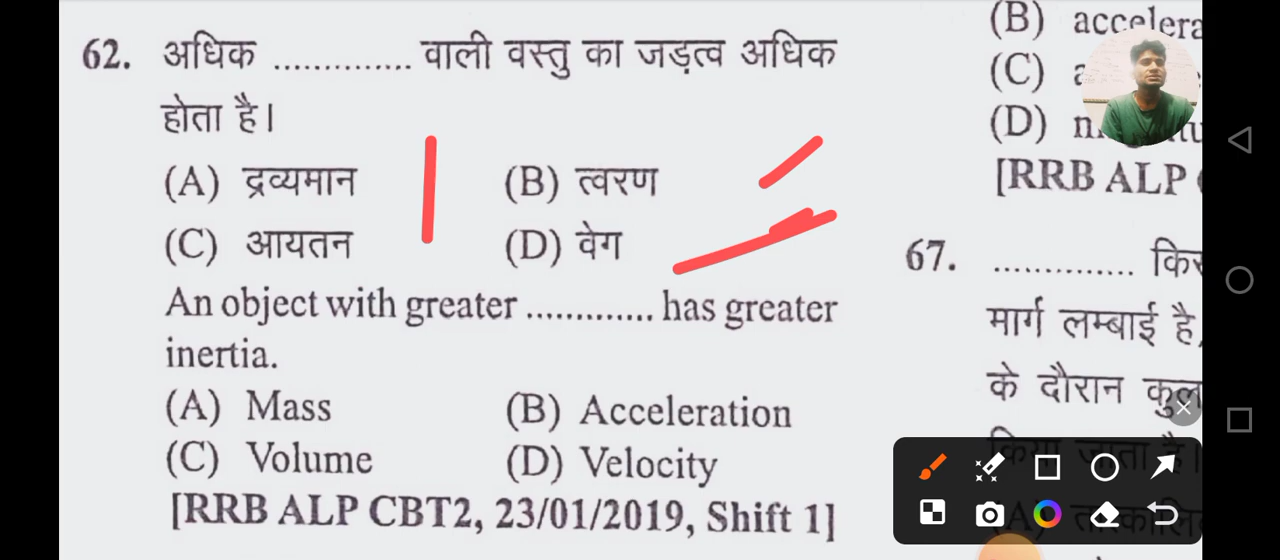 62. अधिक .............. वाली वस्तु का जड़त्व अधिक
होता है।
(A) द्रव्यमान (B) त्वरण
(C) आयतन (D) वेग
An object with greater ............. has greater
inertia.
(A) Mass (B) Acceleration
(C) Volume (D) Velocity
[RRB ALP CBT2, 23/01/2019, Shift 1]
(B) accelera
(C)
(D)
[RRB ALP
67. ..............
मार्ग लम्बाई है,
के दौरान कुल
किया जाता है।
(A)